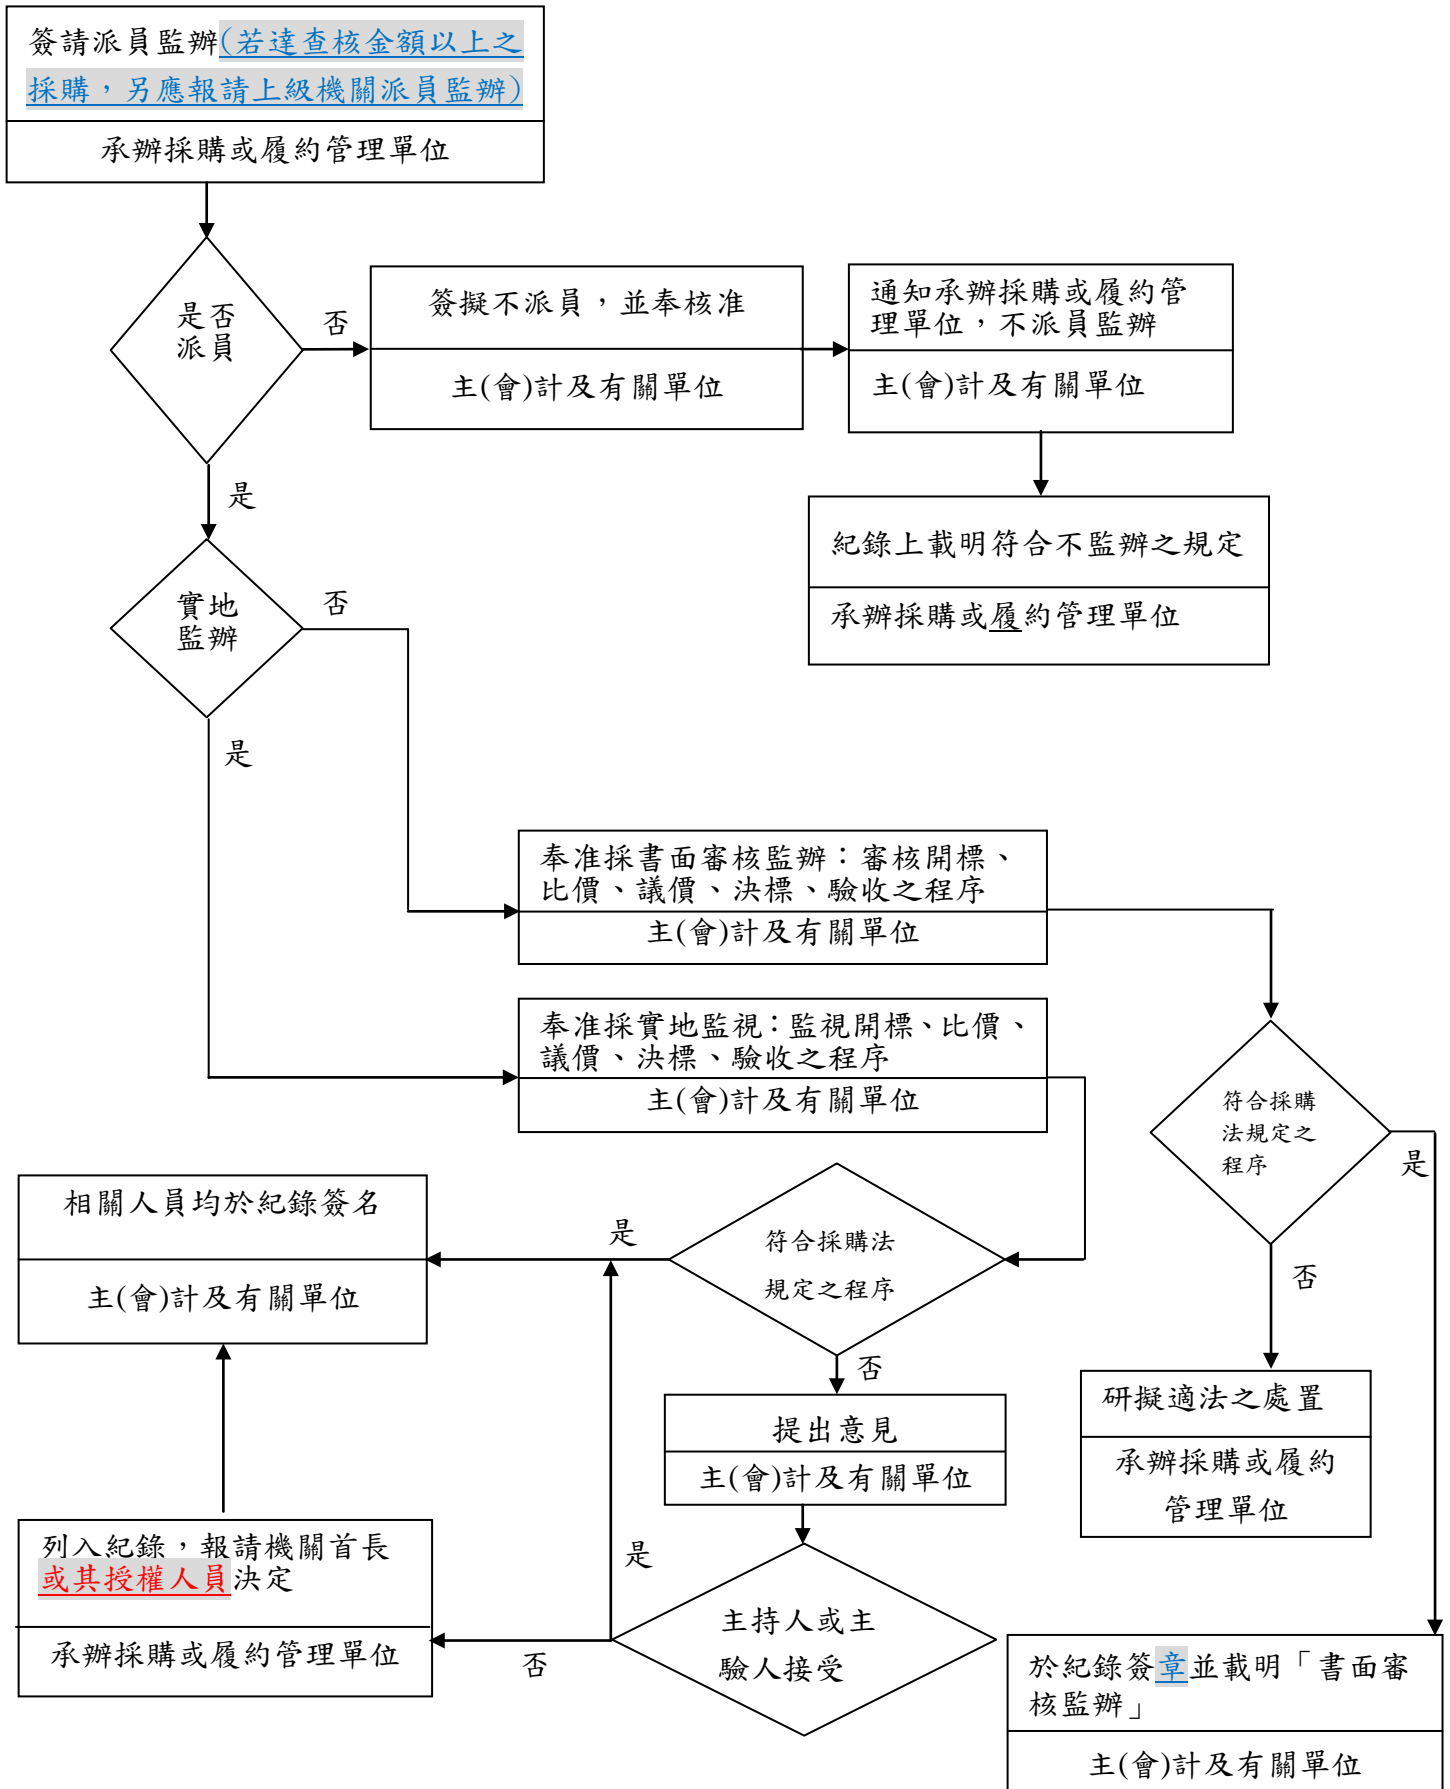 簽請派員監辦(若達查核金額以上之
採購，另應報請上級機關派員監辦)
承辦採購或履約管理單位
是否
派員
否
簽擬不派員，並奉核准
主(會)計及有關單位
通知承辦採購或履約管
理單位，不派員監辦
主(會)計及有關單位
是
紀錄上載明符合不監辦之規定
承辦採購或履約管理單位
實地
監辦
否
是
奉准採書面審核監辦：審核開標、
比價、議價、決標、驗收之程序
主(會)計及有關單位
奉准採實地監視：監視開標、比價、
議價、決標、驗收之程序
主(會)計及有關單位
符合採購
法規定之
程序
是
否
相關人員均於紀錄簽名
主(會)計及有關單位
是
符合採購法
規定之程序
否
提出意見
主(會)計及有關單位
研擬適法之處置
承辦採購或履約
管理單位
列入紀錄，報請機關首長
或其授權人員決定
承辦採購或履約管理單位
是
否
主持人或主
驗人接受
於紀錄簽章並載明「書面審
核監辦」
主(會)計及有關單位